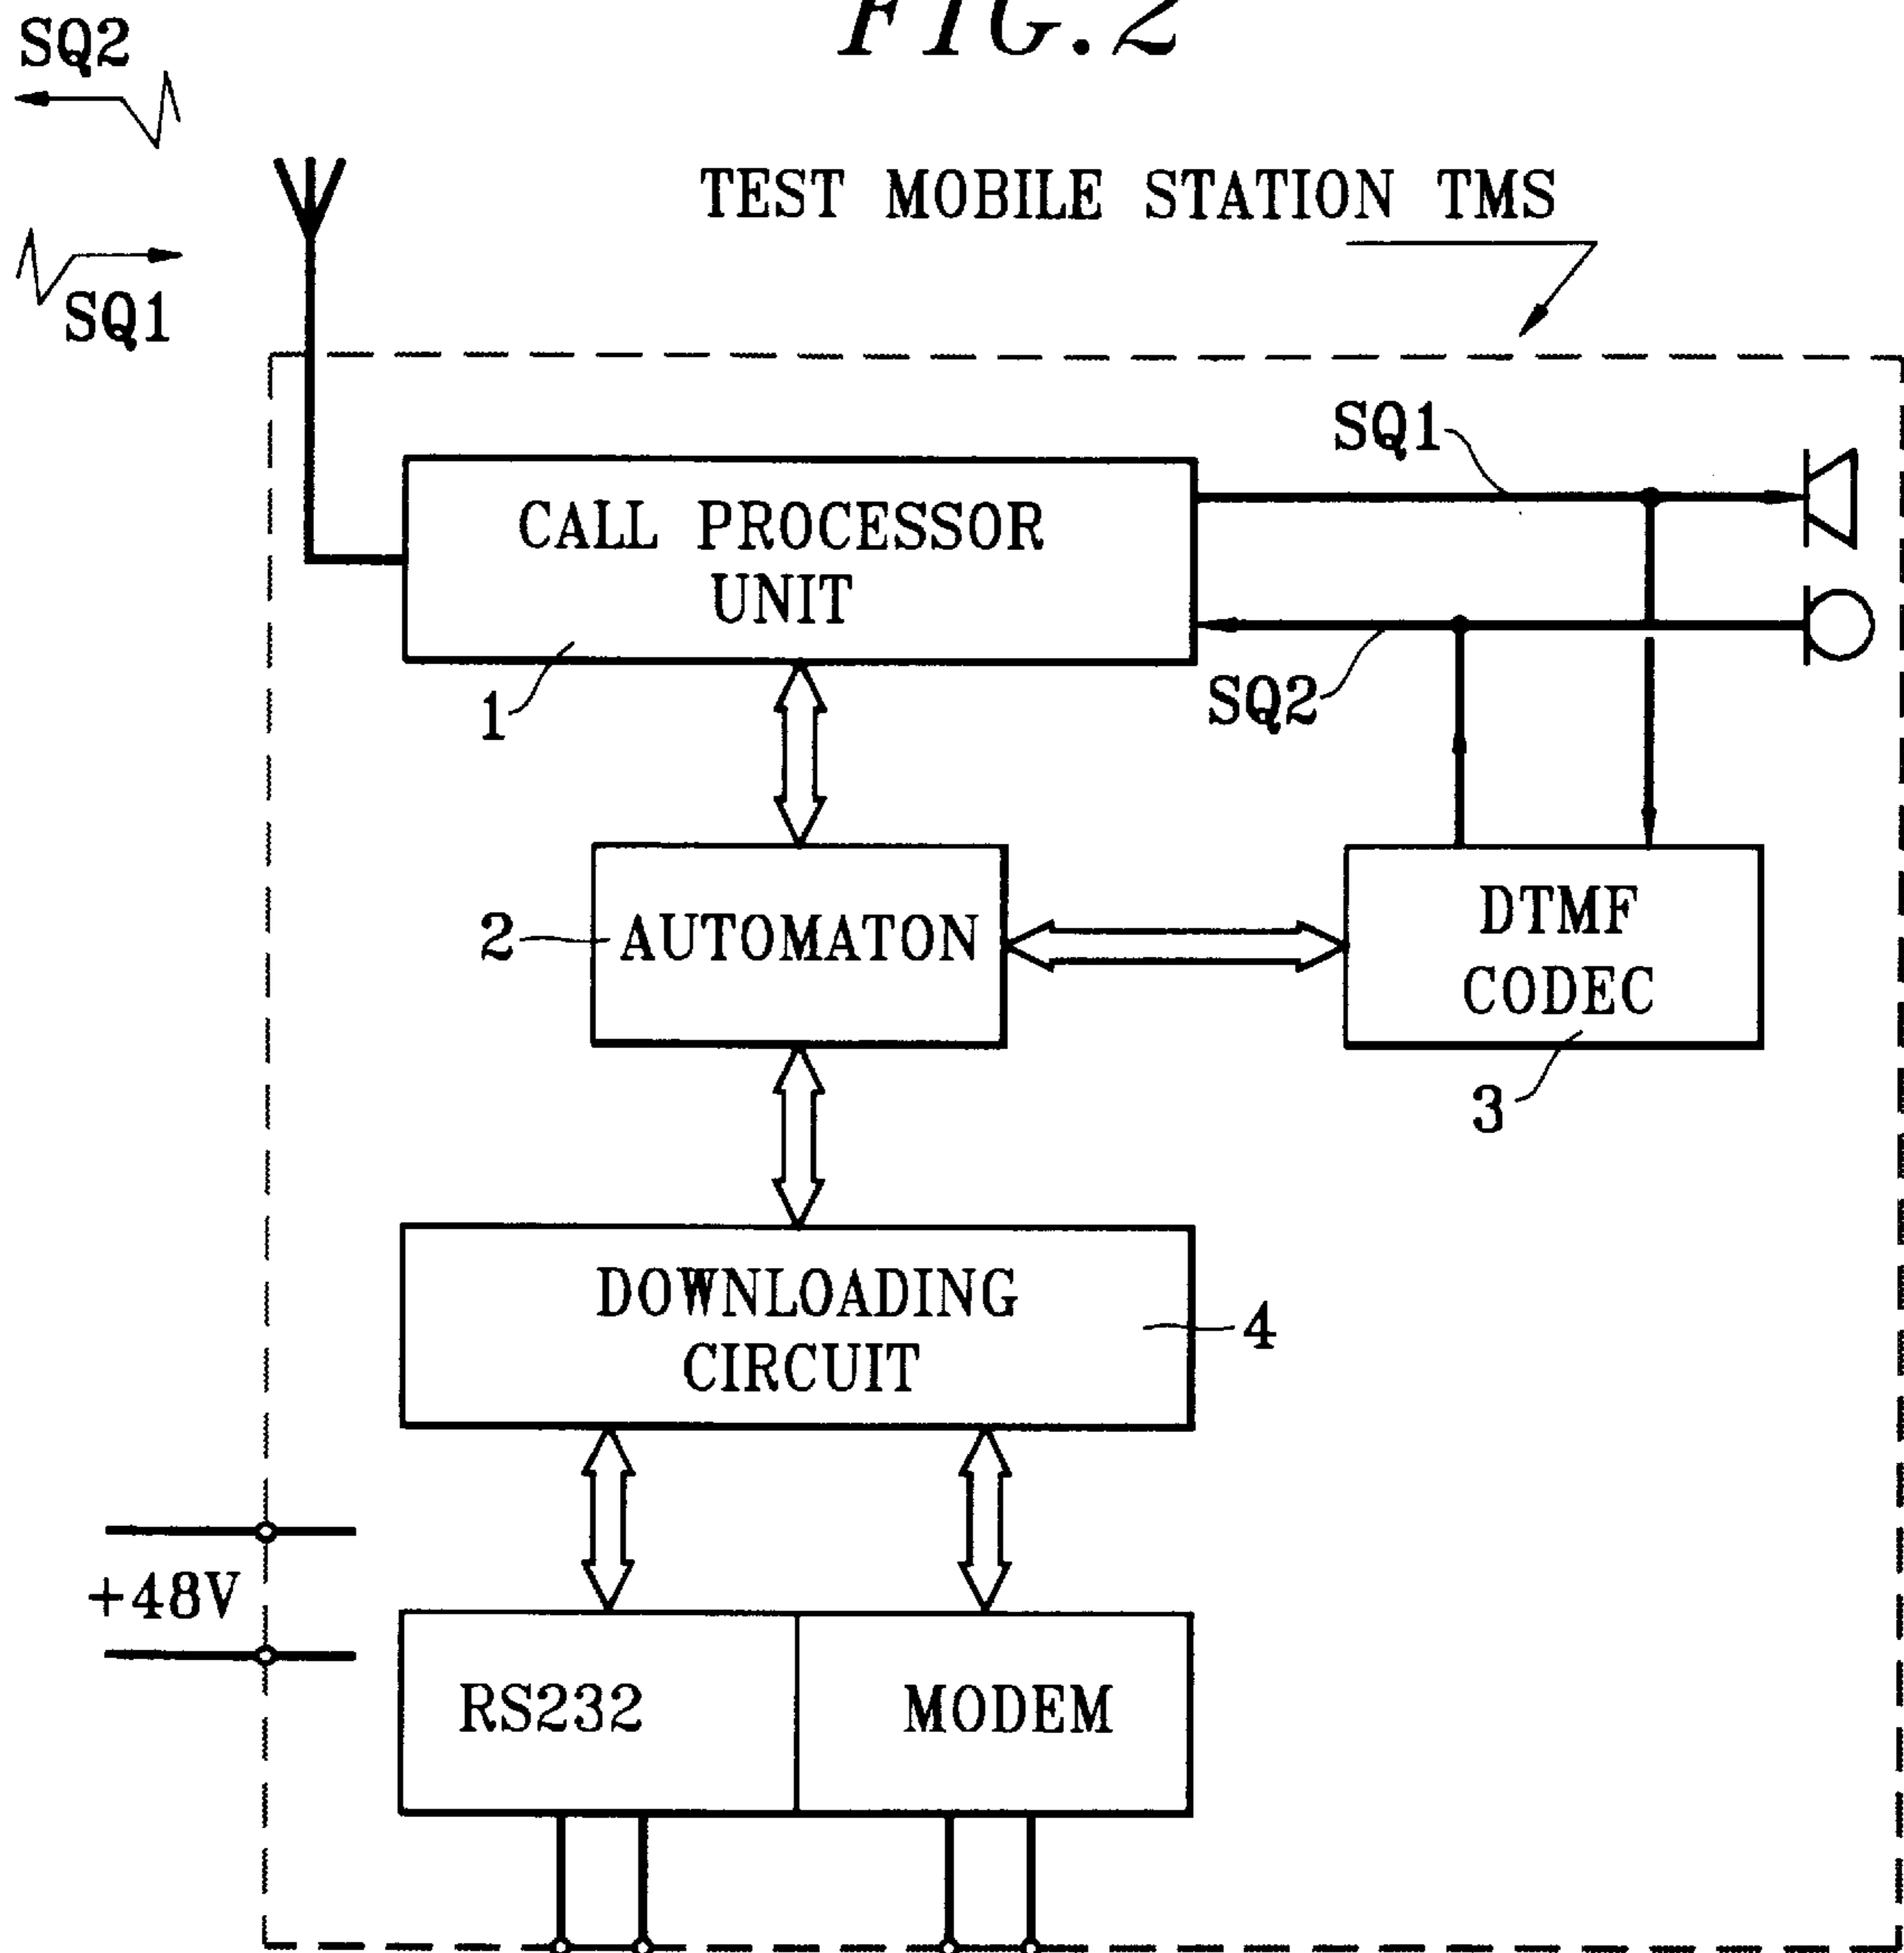 FIG.2
SQ2
TEST MOBILE STATION TMS
SQ1
SQ1
CALL PROCESSOR
UNIT
1
SQ2
2
AUTOMATON
DTMF
CODEC
3
DOWNLOADING
CIRCUIT
4
+48V
RS232
MODEM